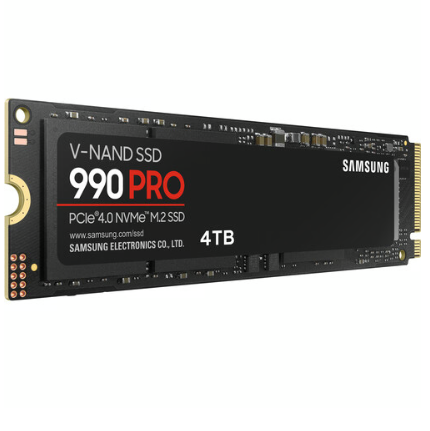 V-NAND SSD
990 PRO
PCIe®4.0 NVMe™ M.2 SSD
www.samsung.com/ssd
SAMSUNG ELECTRONICS CO., LTD.
SAMSUNG
4TB